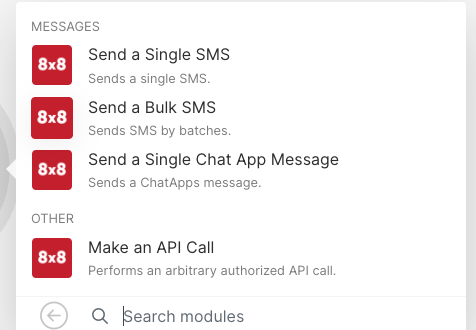 MESSAGES
8x8 Send a Single SMS
Sends a single SMS.
8x8 Send a Bulk SMS
Sends SMS by batches.
8x8 Send a Single Chat App Message
Sends a ChatApps message.
OTHER
8x8 Make an API Call
Performs an arbitrary authorized API call.
Search modules